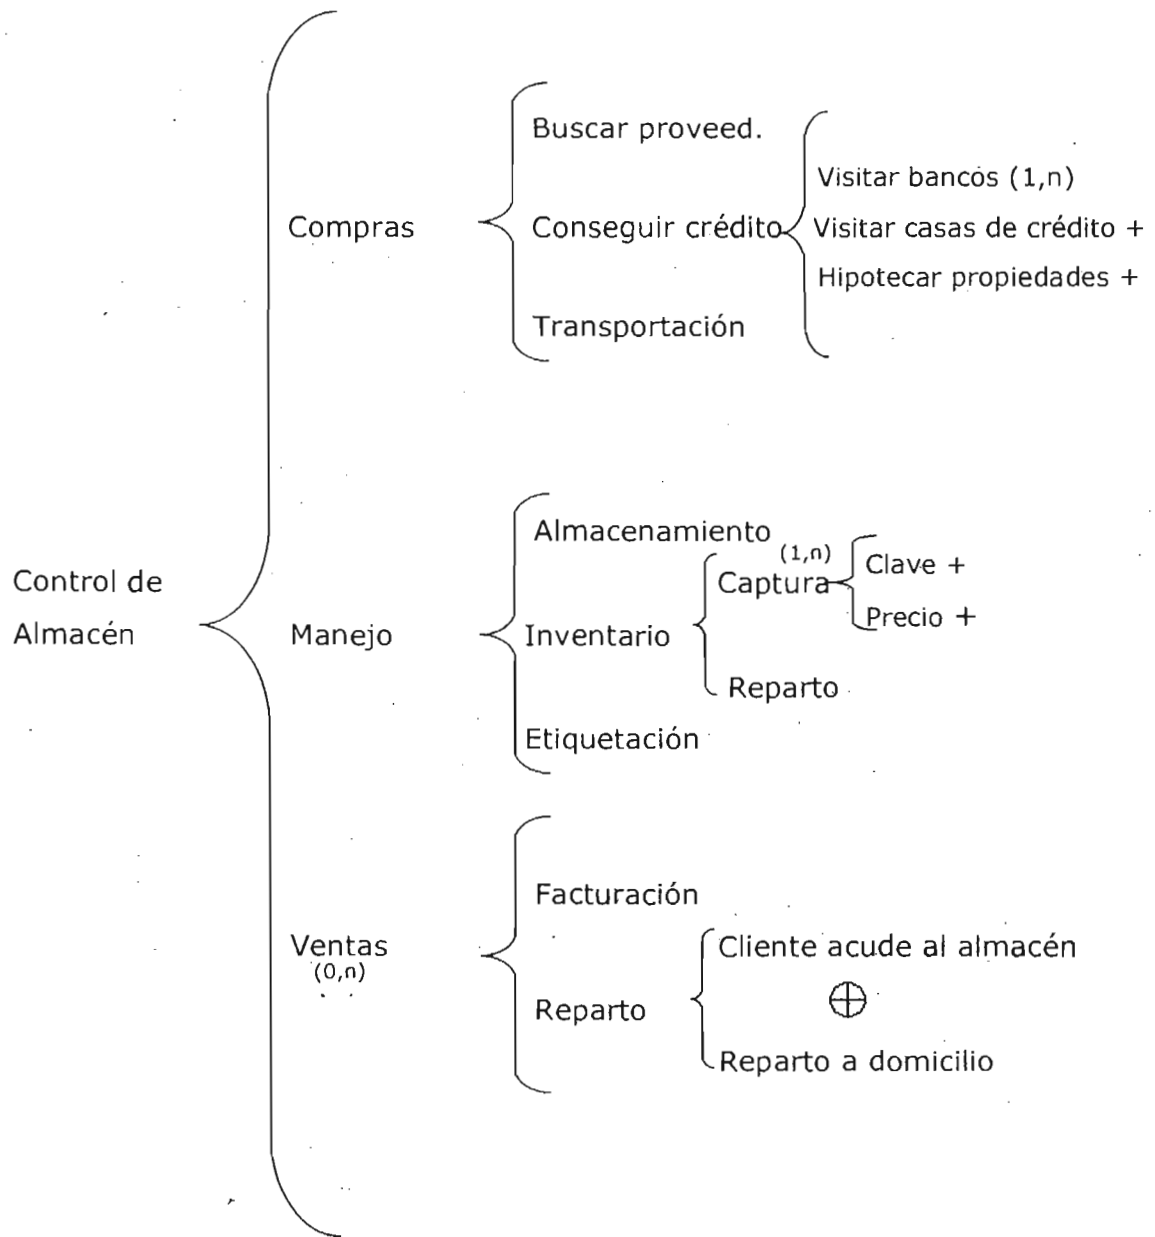 Control de
Almacén
Compras
Buscar proveed.
Conseguir crédito
Visitar bancos (1,n)
Visitar casas de crédito +
Hipotecar propiedades +
Transportación
Manejo
Almacenamiento
Inventario
(1,n)
Captura
Clave +
Precio +
Reparto
Etiquetación
Ventas
(0,n)
Facturación
Reparto
Cliente acude al almacén
⊕
Reparto a domicilio